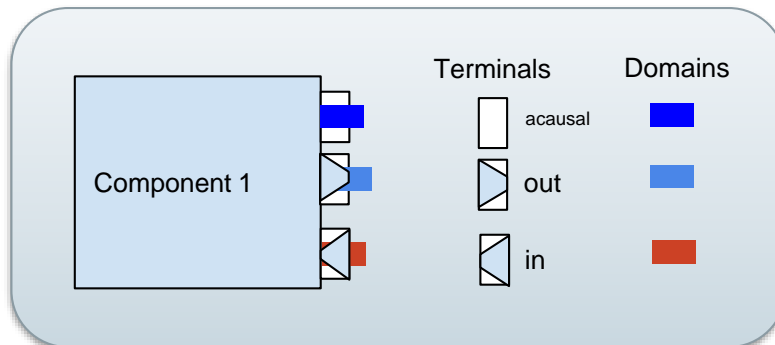 Terminals
Domains
acausal
Component 1
out
in